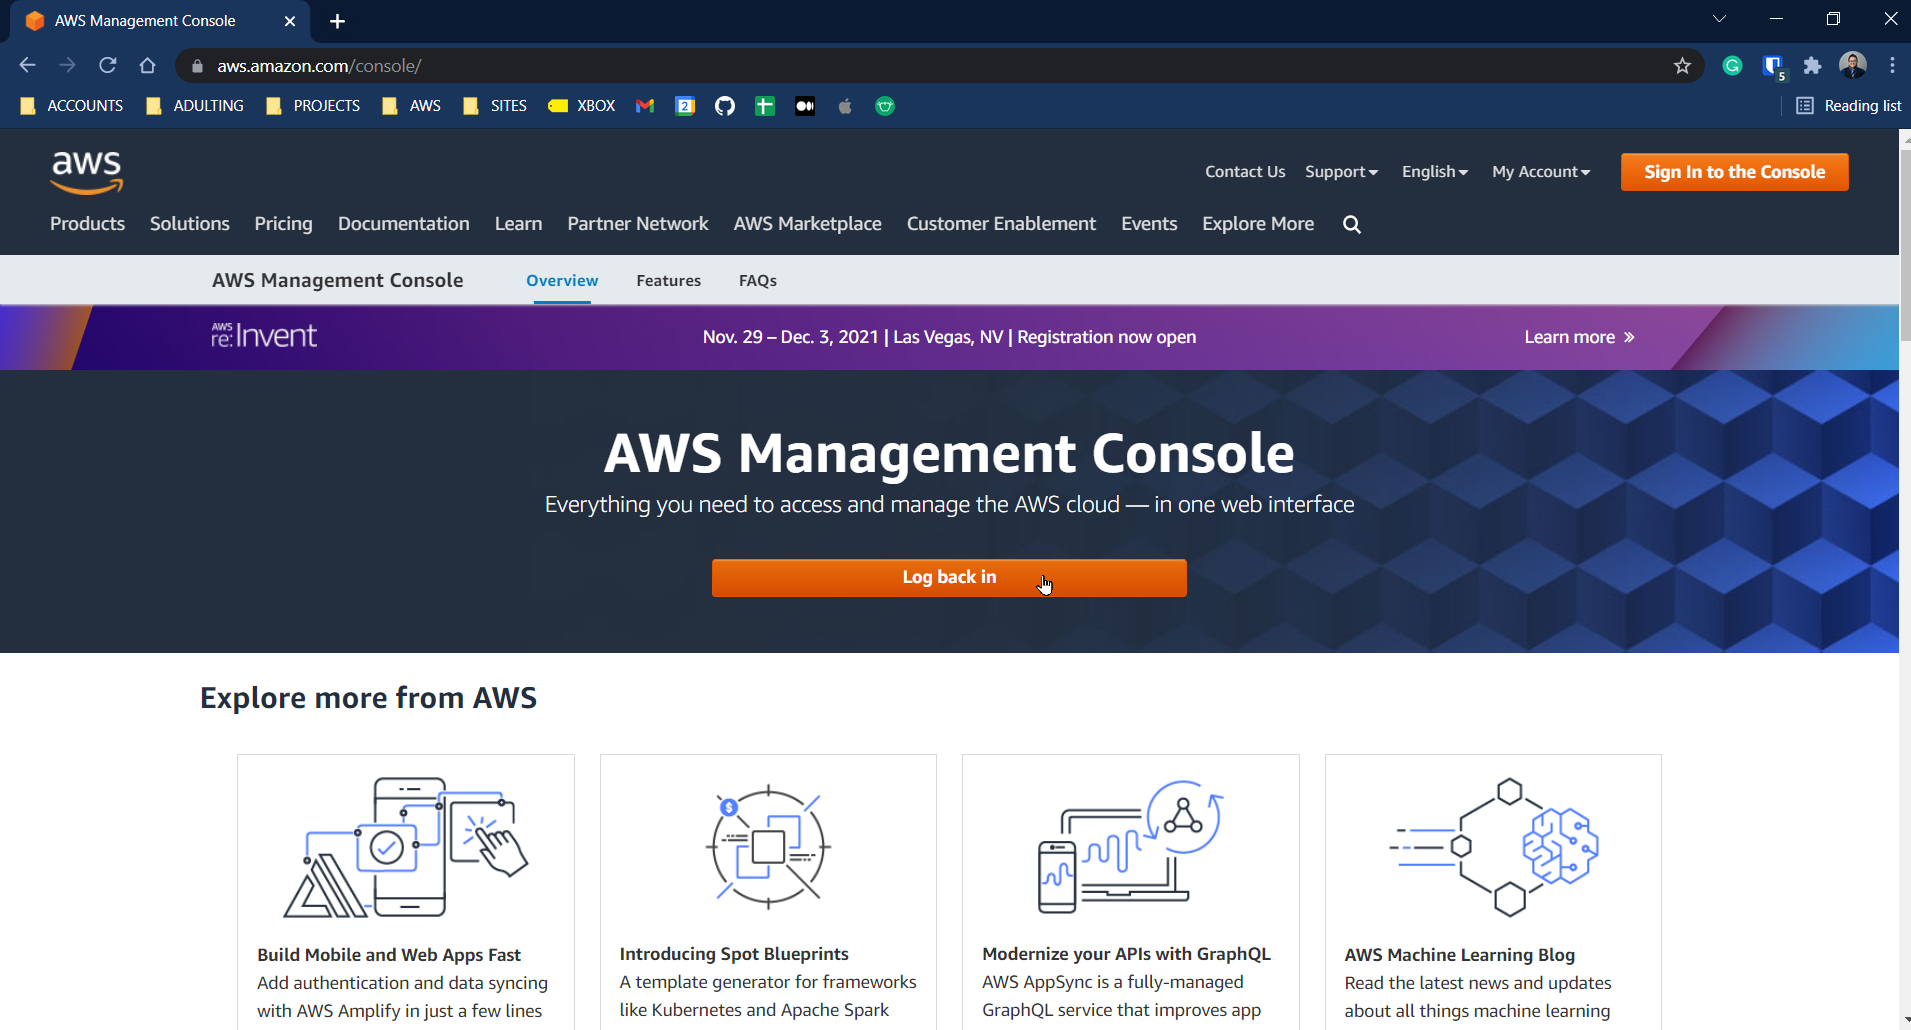 AWS Management Console
aws.amazon.com/console/
5
ACCOUNTS
ADULTING
PROJECTS
AWS
SITES
XBOX
2
Reading list
aws
Contact Us
Support
English
My Account
Sign In to the Console
Products
Solutions
Pricing
Documentation
Learn
Partner Network
AWS Marketplace
Customer Enablement
Events
Explore More
AWS Management Console
Overview
Features
FAQs
AWS
re:Invent
Nov. 29 – Dec. 3, 2021 | Las Vegas, NV | Registration now open
Learn more »
AWS Management Console
Everything you need to access and manage the AWS cloud — in one web interface
Log back in
Explore more from AWS
$
Build Mobile and Web Apps Fast
Add authentication and data syncing
with AWS Amplify in just a few lines
Introducing Spot Blueprints
A template generator for frameworks
like Kubernetes and Apache Spark
Modernize your APIs with GraphQL
AWS AppSync is a fully-managed
GraphQL service that improves app
AWS Machine Learning Blog
Read the latest news and updates
about all things machine learning